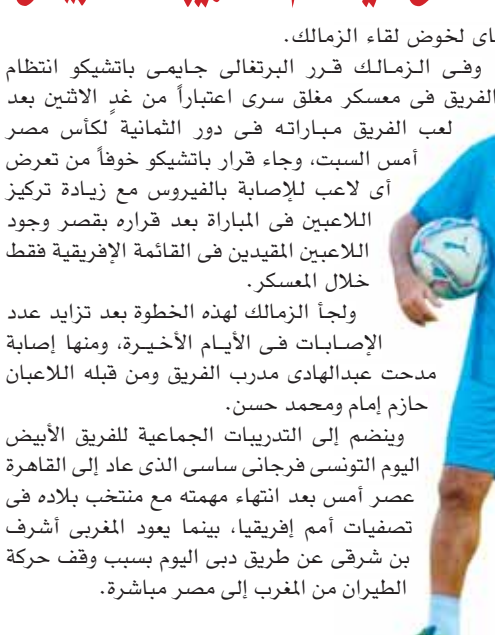 ـاى لخوض لقاء الزمالك.
وفى الزمالك قرر البرتغالى جايمى باتشيكو انتظام
الفريق فى معسكر مغلق سرى اعتباراً من غدٍ الاثنين بعد
لعب الفريق مباراته فى دور الثمانية لكأس مصر
أمس السبت، وجاء قرار باتشيكو خوفاً من تعرض
أى لاعب للإصابة بالفيروس مع زيادة تركيز
اللاعبين فى المباراة بعد قراره بقصر وجود
اللاعبين المقيدين فى القائمة الإفريقية فقط
خلال المعسكر.
ولجأ الزمالك لهذه الخطوة بعد تزايد عدد
الإصابات فى الأيام الأخيرة، ومنها إصابة
مدحت عبدالهادى مدرب الفريق ومن قبله اللاعبان
حازم إمام ومحمد حسن.
وينضم إلى التدريبات الجماعية للفريق الأبيض
اليوم التونسى فرجانى ساسى الذى عاد إلى القاهرة
عصر أمس بعد انتهاء مهمته مع منتخب بلاده فى
تصفيات أمم إفريقيا، بينما يعود المغربى أشرف
بن شرقى عن طريق دبى اليوم بسبب وقف حركة
الطيران من المغرب إلى مصر مباشرة.